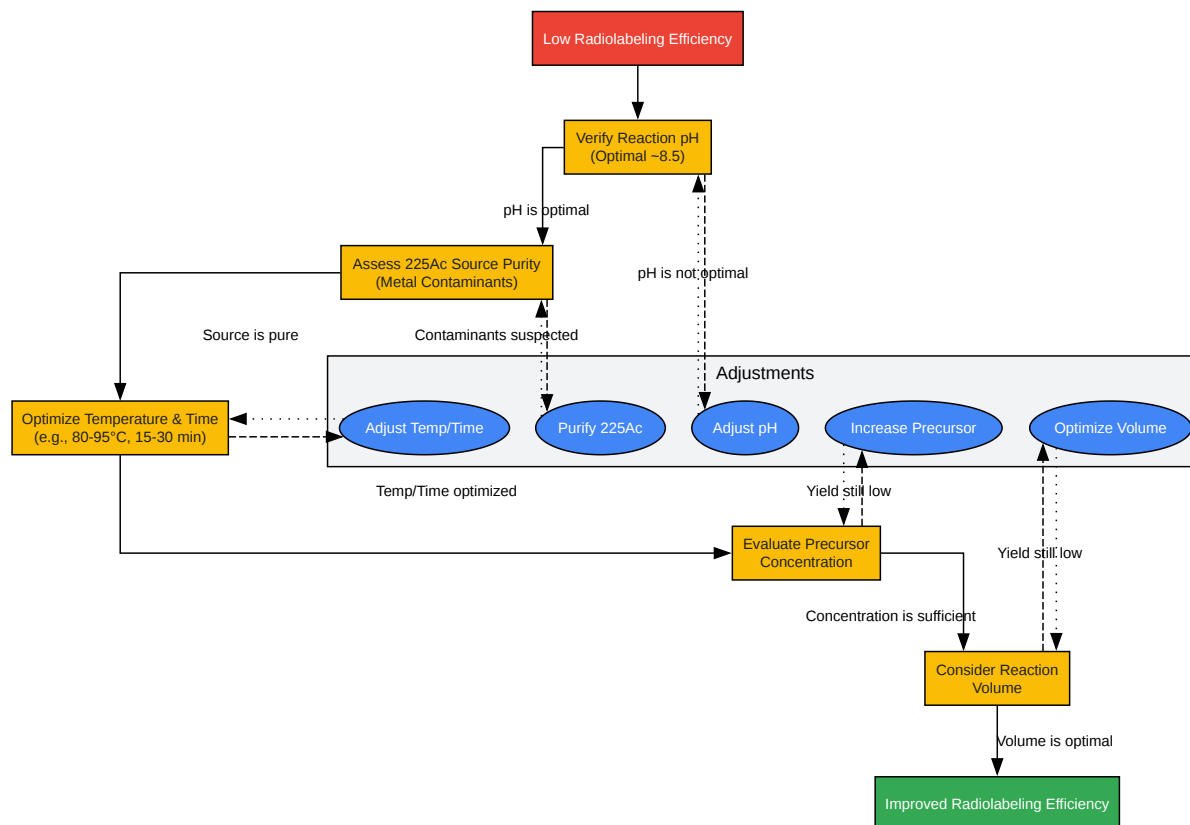 Low Radiolabeling Efficiency
Verify Reaction pH
(Optimal ~8.5)
pH is optimal
Assess 225Ac Source Purity
(Metal Contaminants)
pH is not optimal
Source is pure
Contaminants suspected
Adjustments
Optimize Temperature & Time
(e.g., 80-95°C, 15-30 min)
Adjust Temp/Time
Purify 225Ac
Adjust pH
Increase Precursor
Optimize Volume
Temp/Time optimized
Yield still low
Evaluate Precursor
Concentration
Yield still low
Concentration is sufficient
Consider Reaction
Volume
Volume is optimal
Improved Radiolabeling Efficiency